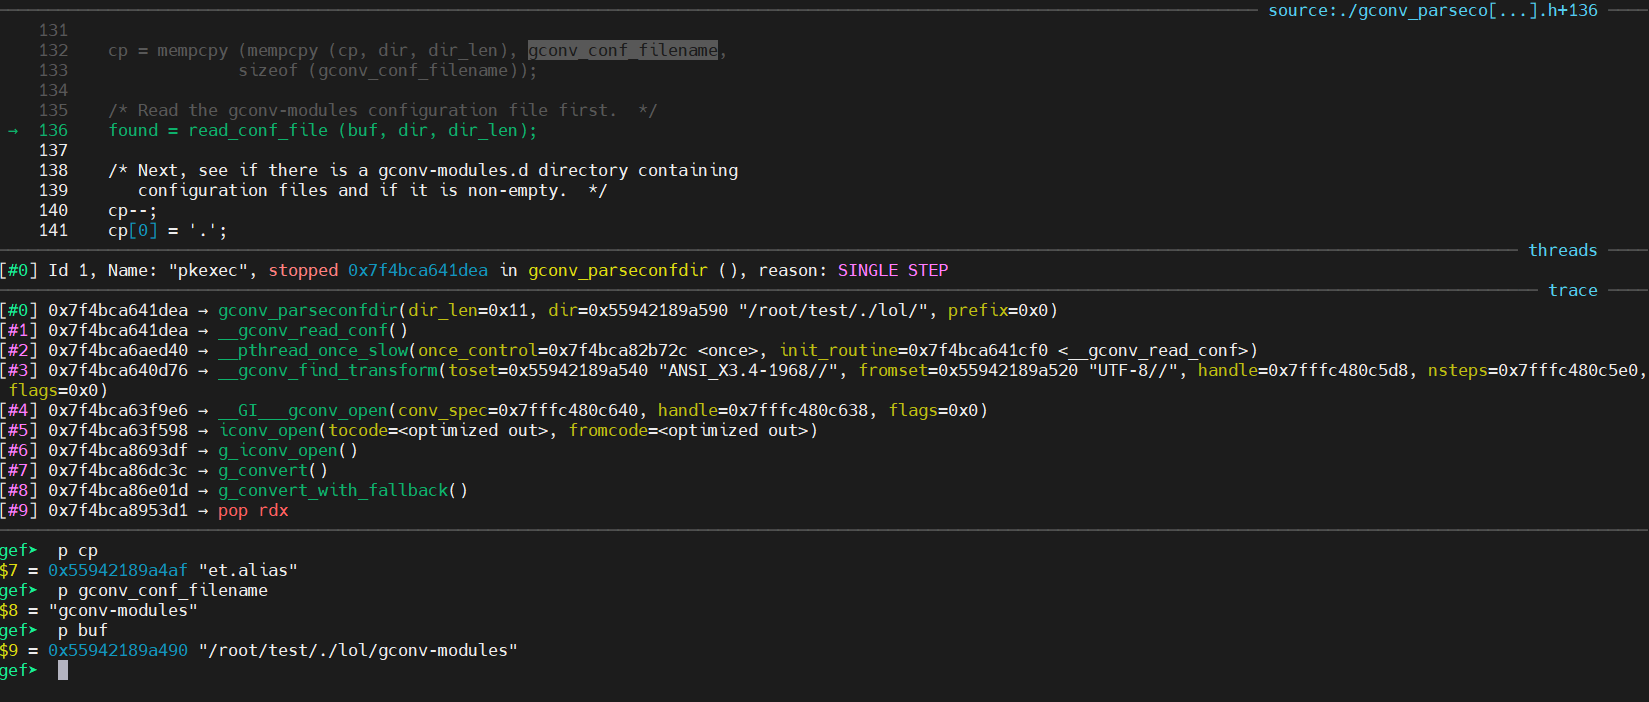 source:./gconv_parseco[...].h+136
131
132 cp = mempcpy (mempcpy (cp, dir, dir_len), gconv_conf_filename,
133 sizeof (gconv_conf_filename));
134
135 /* Read the gconv-modules configuration file first. */
→ 136 found = read_conf_file (buf, dir, dir_len);
137
138 /* Next, see if there is a gconv-modules.d directory containing
139 configuration files and if it is non-empty. */
140 cp--;
141 cp[0] = '.';
threads
[#0] Id 1, Name: "pkexec", stopped 0x7f4bca641dea in gconv_parseconfdir (), reason: SINGLE STEP
trace
[#0] 0x7f4bca641dea → gconv_parseconfdir(dir_len=0x11, dir=0x55942189a590 "/root/test/./lol/", prefix=0x0)
[#1] 0x7f4bca641dea → __gconv_read_conf()
[#2] 0x7f4bca6aed40 → __pthread_once_slow(once_control=0x7f4bca82b72c <once>, init_routine=0x7f4bca641cf0 <__gconv_read_conf>)
[#3] 0x7f4bca640d76 → __gconv_find_transform(toset=0x55942189a540 "ANSI_X3.4-1968//", fromset=0x55942189a520 "UTF-8//", handle=0x7fffc480c5d8, nsteps=0x7fffc480c5e0,
flags=0x0)
[#4] 0x7f4bca63f9e6 → __GI___gconv_open(conv_spec=0x7fffc480c640, handle=0x7fffc480c638, flags=0x0)
[#5] 0x7f4bca63f598 → iconv_open(tocode=<optimized out>, fromcode=<optimized out>)
[#6] 0x7f4bca8693df → g_iconv_open()
[#7] 0x7f4bca86dc3c → g_convert()
[#8] 0x7f4bca86e01d → g_convert_with_fallback()
[#9] 0x7f4bca8953d1 → pop rdx
gef➤ p cp
$7 = 0x55942189a4af "et.alias"
gef➤ p gconv_conf_filename
$8 = "gconv-modules"
gef➤ p buf
$9 = 0x55942189a490 "/root/test/./lol/gconv-modules"
gef➤